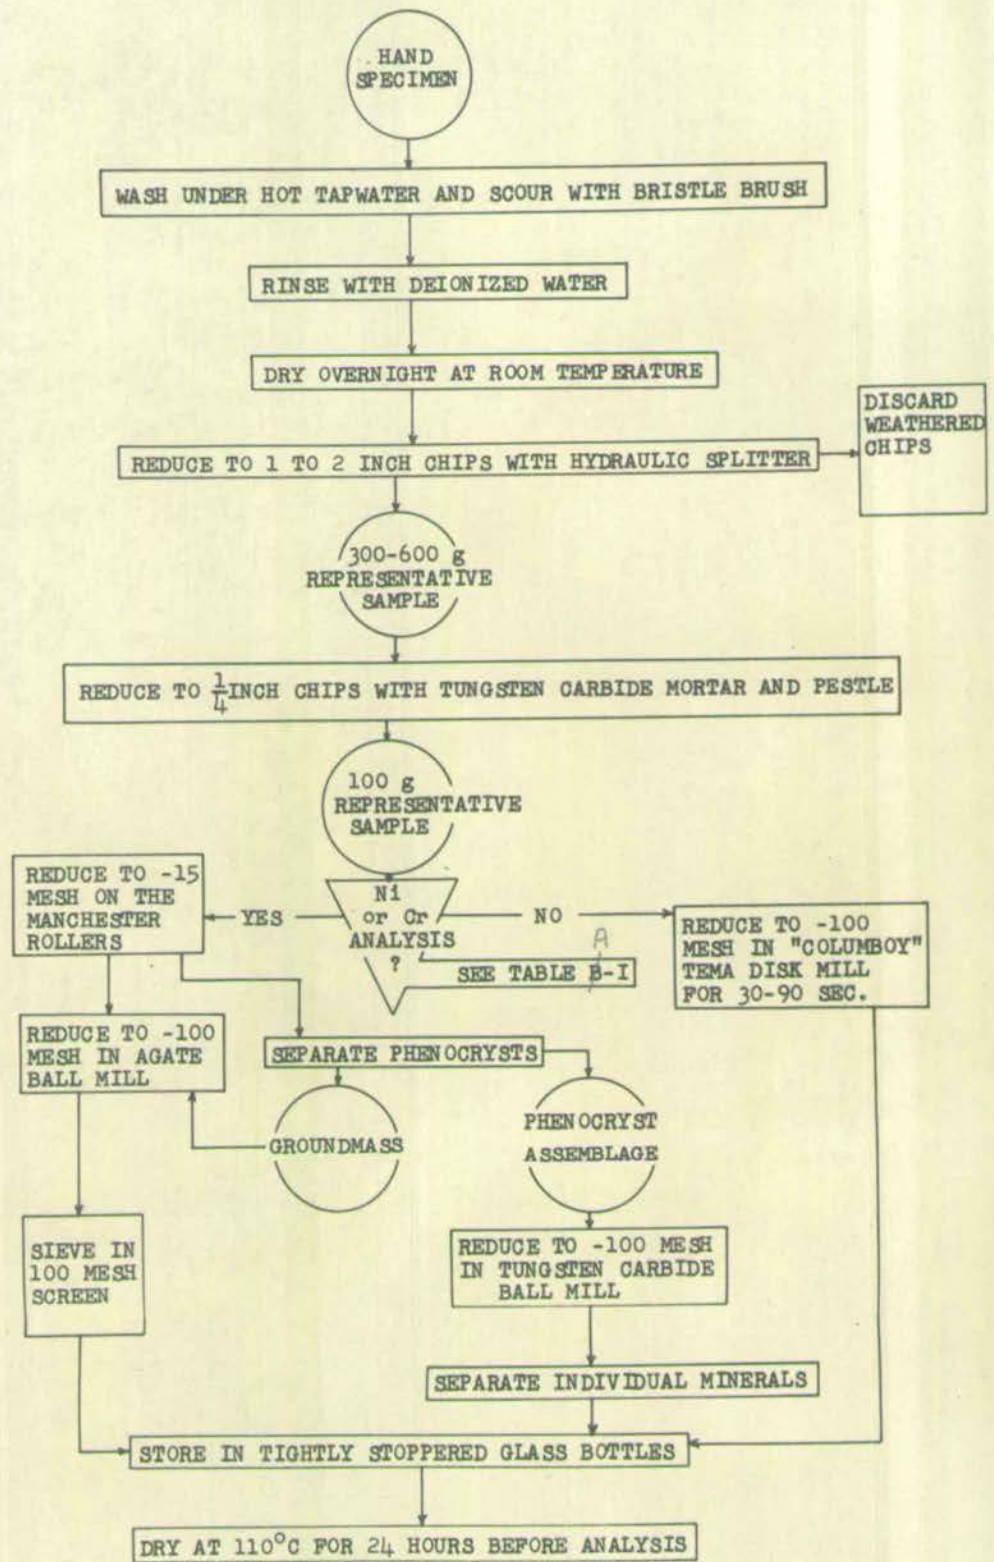 HAND
SPECIMEN
WASH UNDER HOT TAPWATER AND SCOUR WITH BRISTLE BRUSH
RINSE WITH DEIONIZED WATER
DRY OVERNIGHT AT ROOM TEMPERATURE
DISCARD
WEATHERED
CHIPS
REDUCE TO 1 TO 2 INCH CHIPS WITH HYDRAULIC SPLITTER
300-600 g
REPRESENTATIVE
SAMPLE
REDUCE TO 1/4 INCH CHIPS WITH TUNGSTEN CARBIDE MORTAR AND PESTLE
100 g
REPRESENTATIVE
SAMPLE
REDUCE TO -15
MESH ON THE
MANCHESTER
ROLLERS
YES
Ni
or Cr
ANALYSIS
?
NO
A
SEE TABLE B-I
REDUCE TO -100
MESH IN "COLUMBOY"
TEMA DISK MILL
FOR 30-90 SEC.
REDUCE TO -100
MESH IN AGATE
BALL MILL
SEPARATE PHENOCRYSTS
GROUNDMASS
PHENOCRYST
ASSEMBLAGE
SIEVE IN
100 MESH
SCREEN
REDUCE TO -100 MESH
IN TUNGSTEN CARBIDE
BALL MILL
SEPARATE INDIVIDUAL MINERALS
STORE IN TIGHTLY STOPPERED GLASS BOTTLES
DRY AT 110°C FOR 24 HOURS BEFORE ANALYSIS